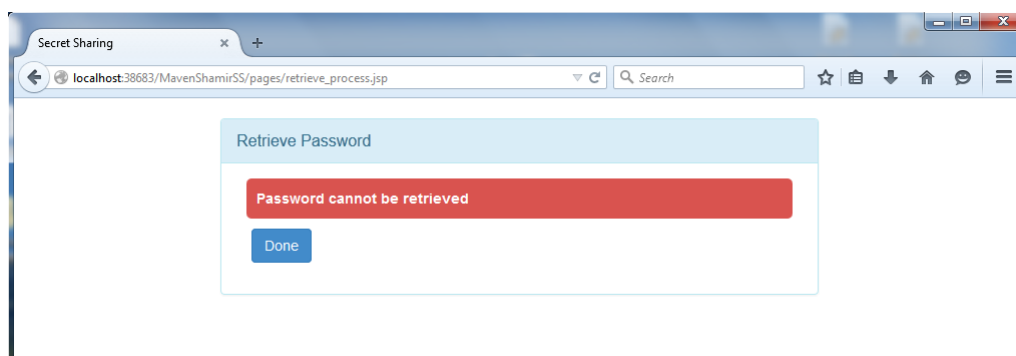 Secret Sharing
localhost:38683/MavenShamirSS/pages/retrieve_process.jsp
Search
Retrieve Password
Password cannot be retrieved
Done